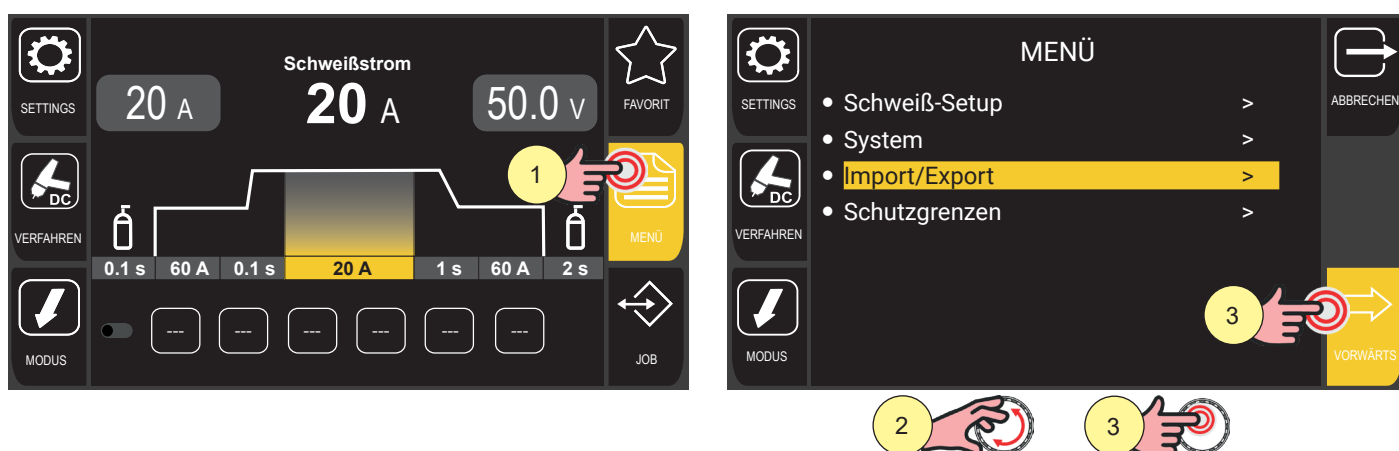 Schweißstrom
20 A
20 A
50.0 V
SETTINGS
FAVORIT
1
DC
VERFAHREN
MENÜ
0.1 s 60 A 0.1 s 20 A 1 s 60 A 2 s
--- --- --- --- --- ---
MODUS
JOB
MENÜ
SETTINGS
ABBRECHEN
Schweiß-Setup >
System >
Import/Export >
Schutzgrenzen >
DC
VERFAHREN
3
MODUS
VORWÄRTS
2
3